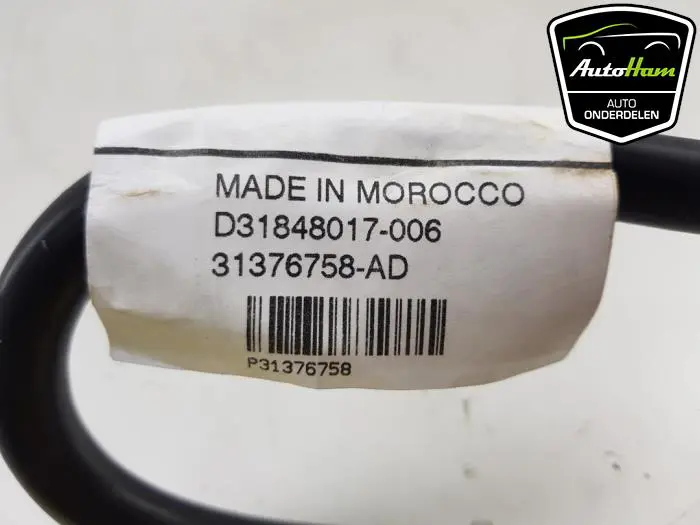 AutoHam
AUTO
ONDERDELEN
MADE IN MOROCCO
D31848017-006
31376758-AD
P31376758